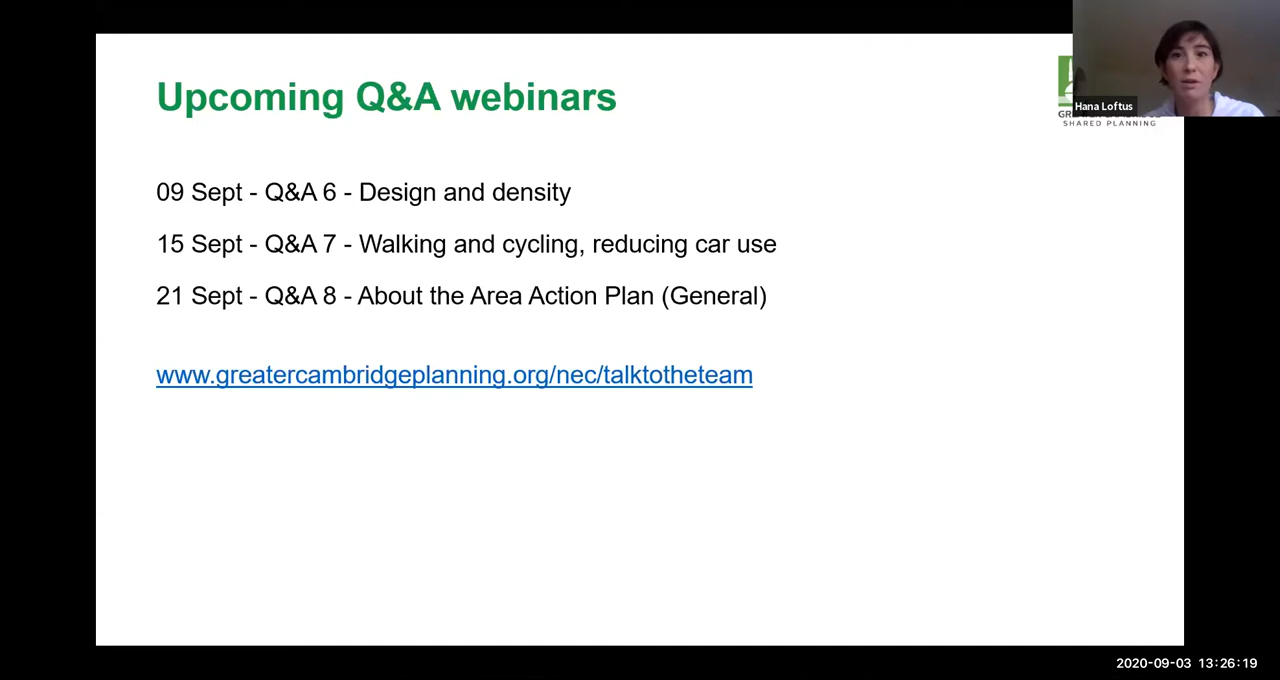 Upcoming Q&A webinars
Hana Loftus
SHARED PLANNING
09 Sept - Q&A 6 - Design and density
15 Sept - Q&A 7 - Walking and cycling, reducing car use
21 Sept - Q&A 8 - About the Area Action Plan (General)
www.greatercambridgeplanning.org/nec/talktotheteam
2020-09-03 13:26:19